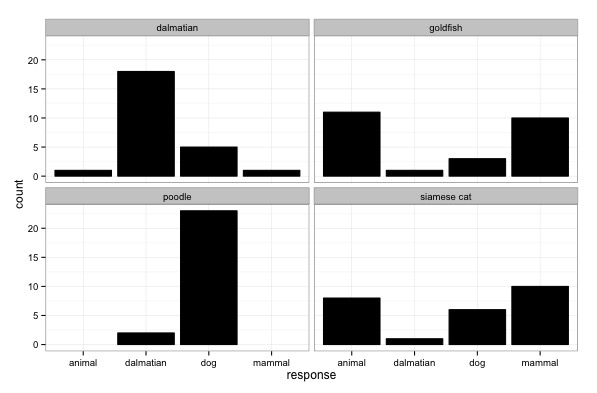 dalmatian goldfish
20
15
10
5
0
count
poodle siamese cat
20
15
10
5
0
animal dalmatian dog mammal animal dalmatian dog mammal
response